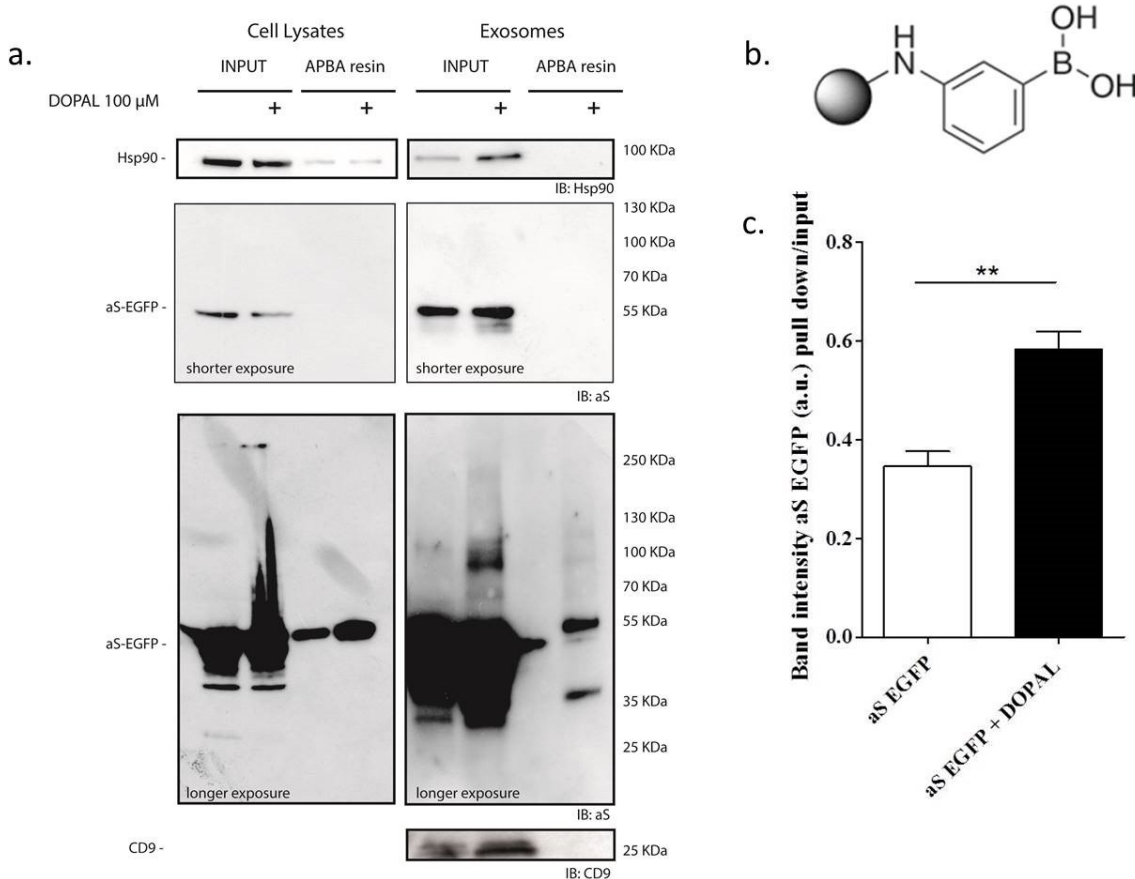 a.
Cell Lysates
Exosomes
INPUT
APBA resin
INPUT
APBA resin
DOPAL 100 µM
+
+
+
+
Hsp90 -
100 KDa
IB: Hsp90
130 KDa
100 KDa
70 KDa
aS-EGFP -
55 KDa
shorter exposure
shorter exposure
IB: aS
250 KDa
130 KDa
100 KDa
70 KDa
55 KDa
aS-EGFP -
35 KDa
25 KDa
longer exposure
longer exposure
IB: aS
CD9 -
25 KDa
IB: CD9
b.
H
N
OH
B
OH
c.
Band intensity aS EGFP (a.u.) pull down/input
0.8
0.6
0.4
0.2
0.0
**
aS EGFP
aS EGFP + DOPAL